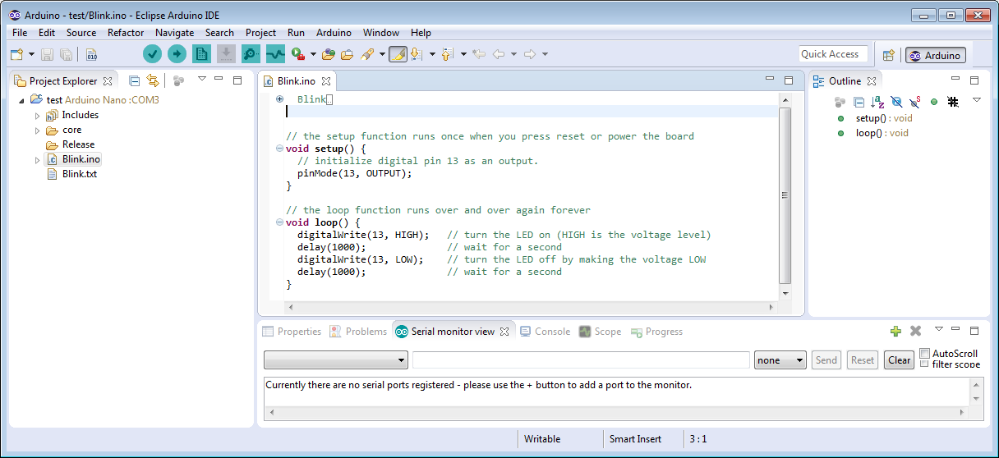 Arduino - test/Blink.ino - Eclipse Arduino IDE
File Edit Source Refactor Navigate Search Project Run Arduino Window Help
010
Quick Access
Arduino
Project Explorer
test Arduino Nano :COM3
Includes
core
Release
Blink.ino
Blink.txt
Blink.ino
Blink..
// the setup function runs once when you press reset or power the board
void setup() {
// initialize digital pin 13 as an output.
pinMode(13, OUTPUT);
}
// the loop function runs over and over again forever
void loop() {
digitalWrite(13, HIGH); // turn the LED on (HIGH is the voltage level)
delay(1000); // wait for a second
digitalWrite(13, LOW); // turn the LED off by making the voltage LOW
delay(1000); // wait for a second
}
Outline
setup() : void
loop() : void
Properties Problems Serial monitor view Console Scope Progress
none Send Reset Clear AutoScroll
filter scope
Currently there are no serial ports registered - please use the + button to add a port to the monitor.
Writable Smart Insert 3 : 1